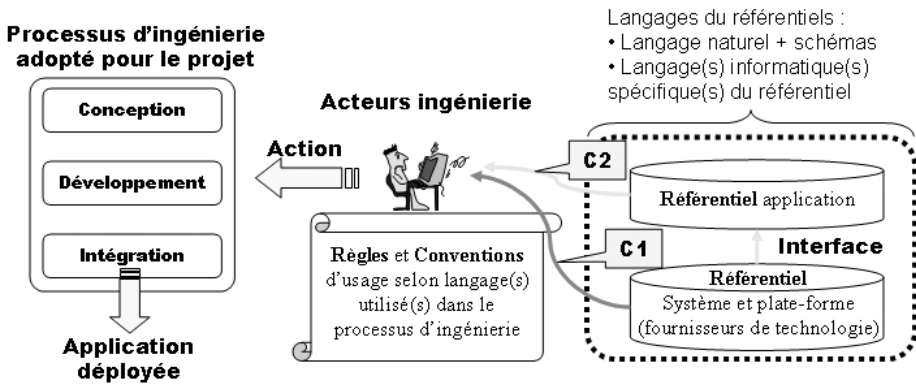 Processus d'ingénierie
adopté pour le projet
Conception
Développement
Intégration
Application
déployée
Action
Acteurs ingénierie
Règles et Conventions
d'usage selon langage(s)
utilisé(s) dans le
processus d'ingénierie
C2
C1
Langages du référentiels :
• Langage naturel + schémas
• Langage(s) informatique(s)
spécifique(s) du référentiel
Référentiel application
Interface
Référentiel
Système et plate-forme
(fournisseurs de technologie)